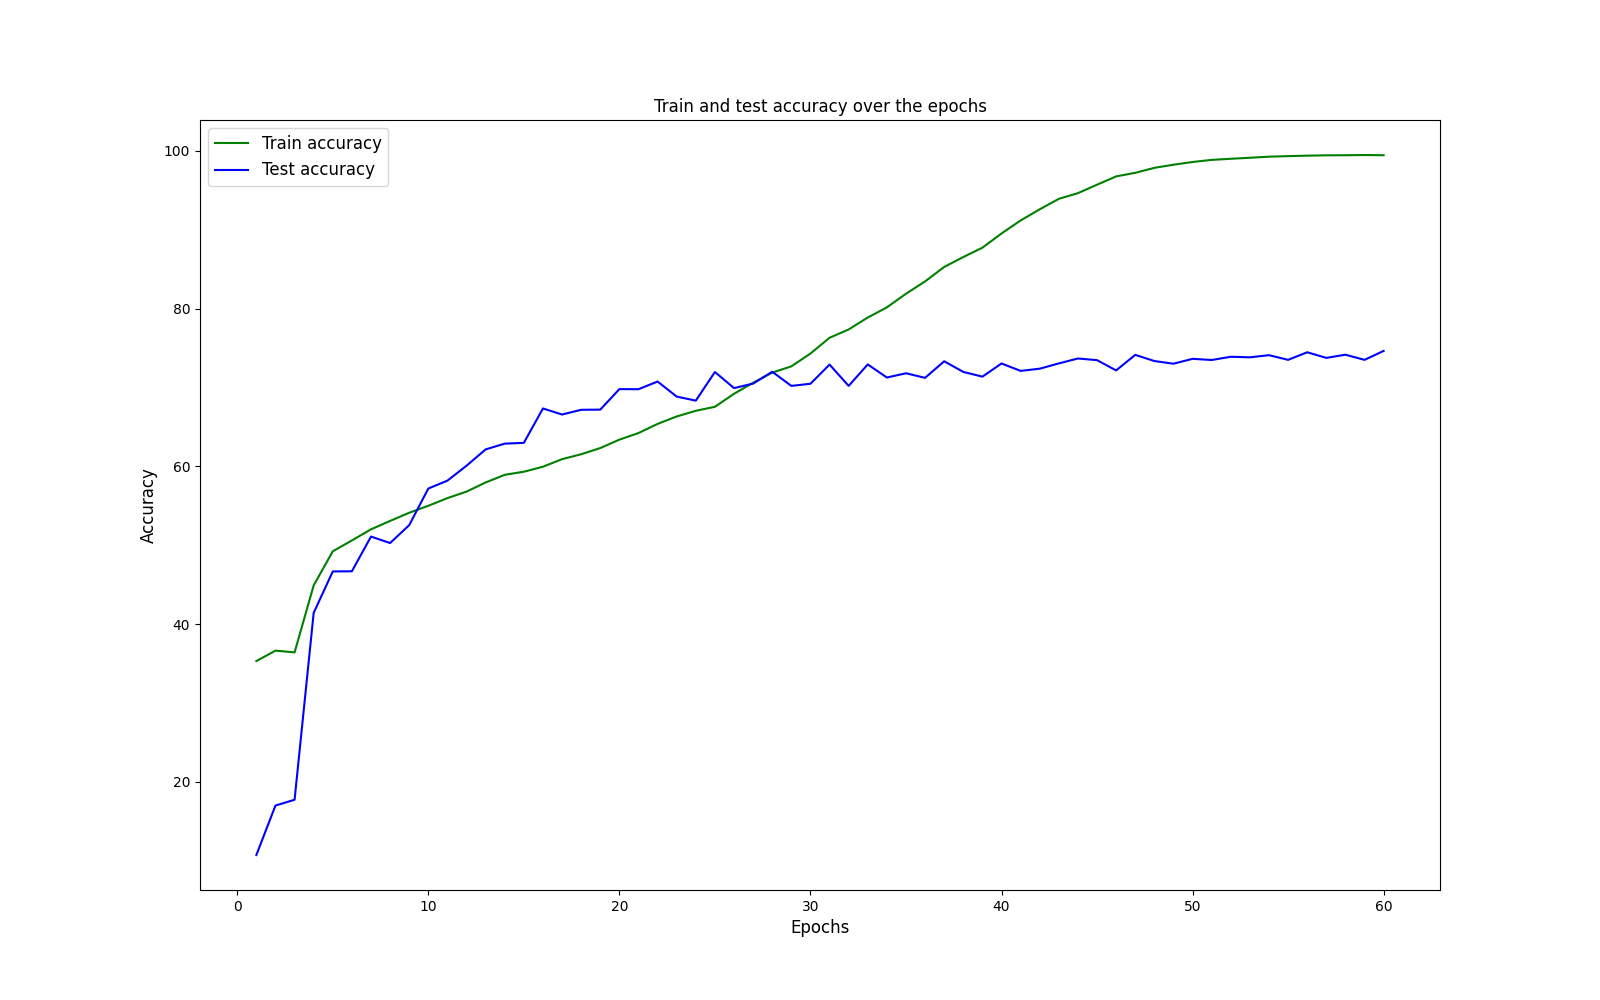 Train and test accuracy over the epochs
Train accuracy
Test accuracy
100
80
60
40
20
Accuracy
0 10 20 30 40 50 60
Epochs